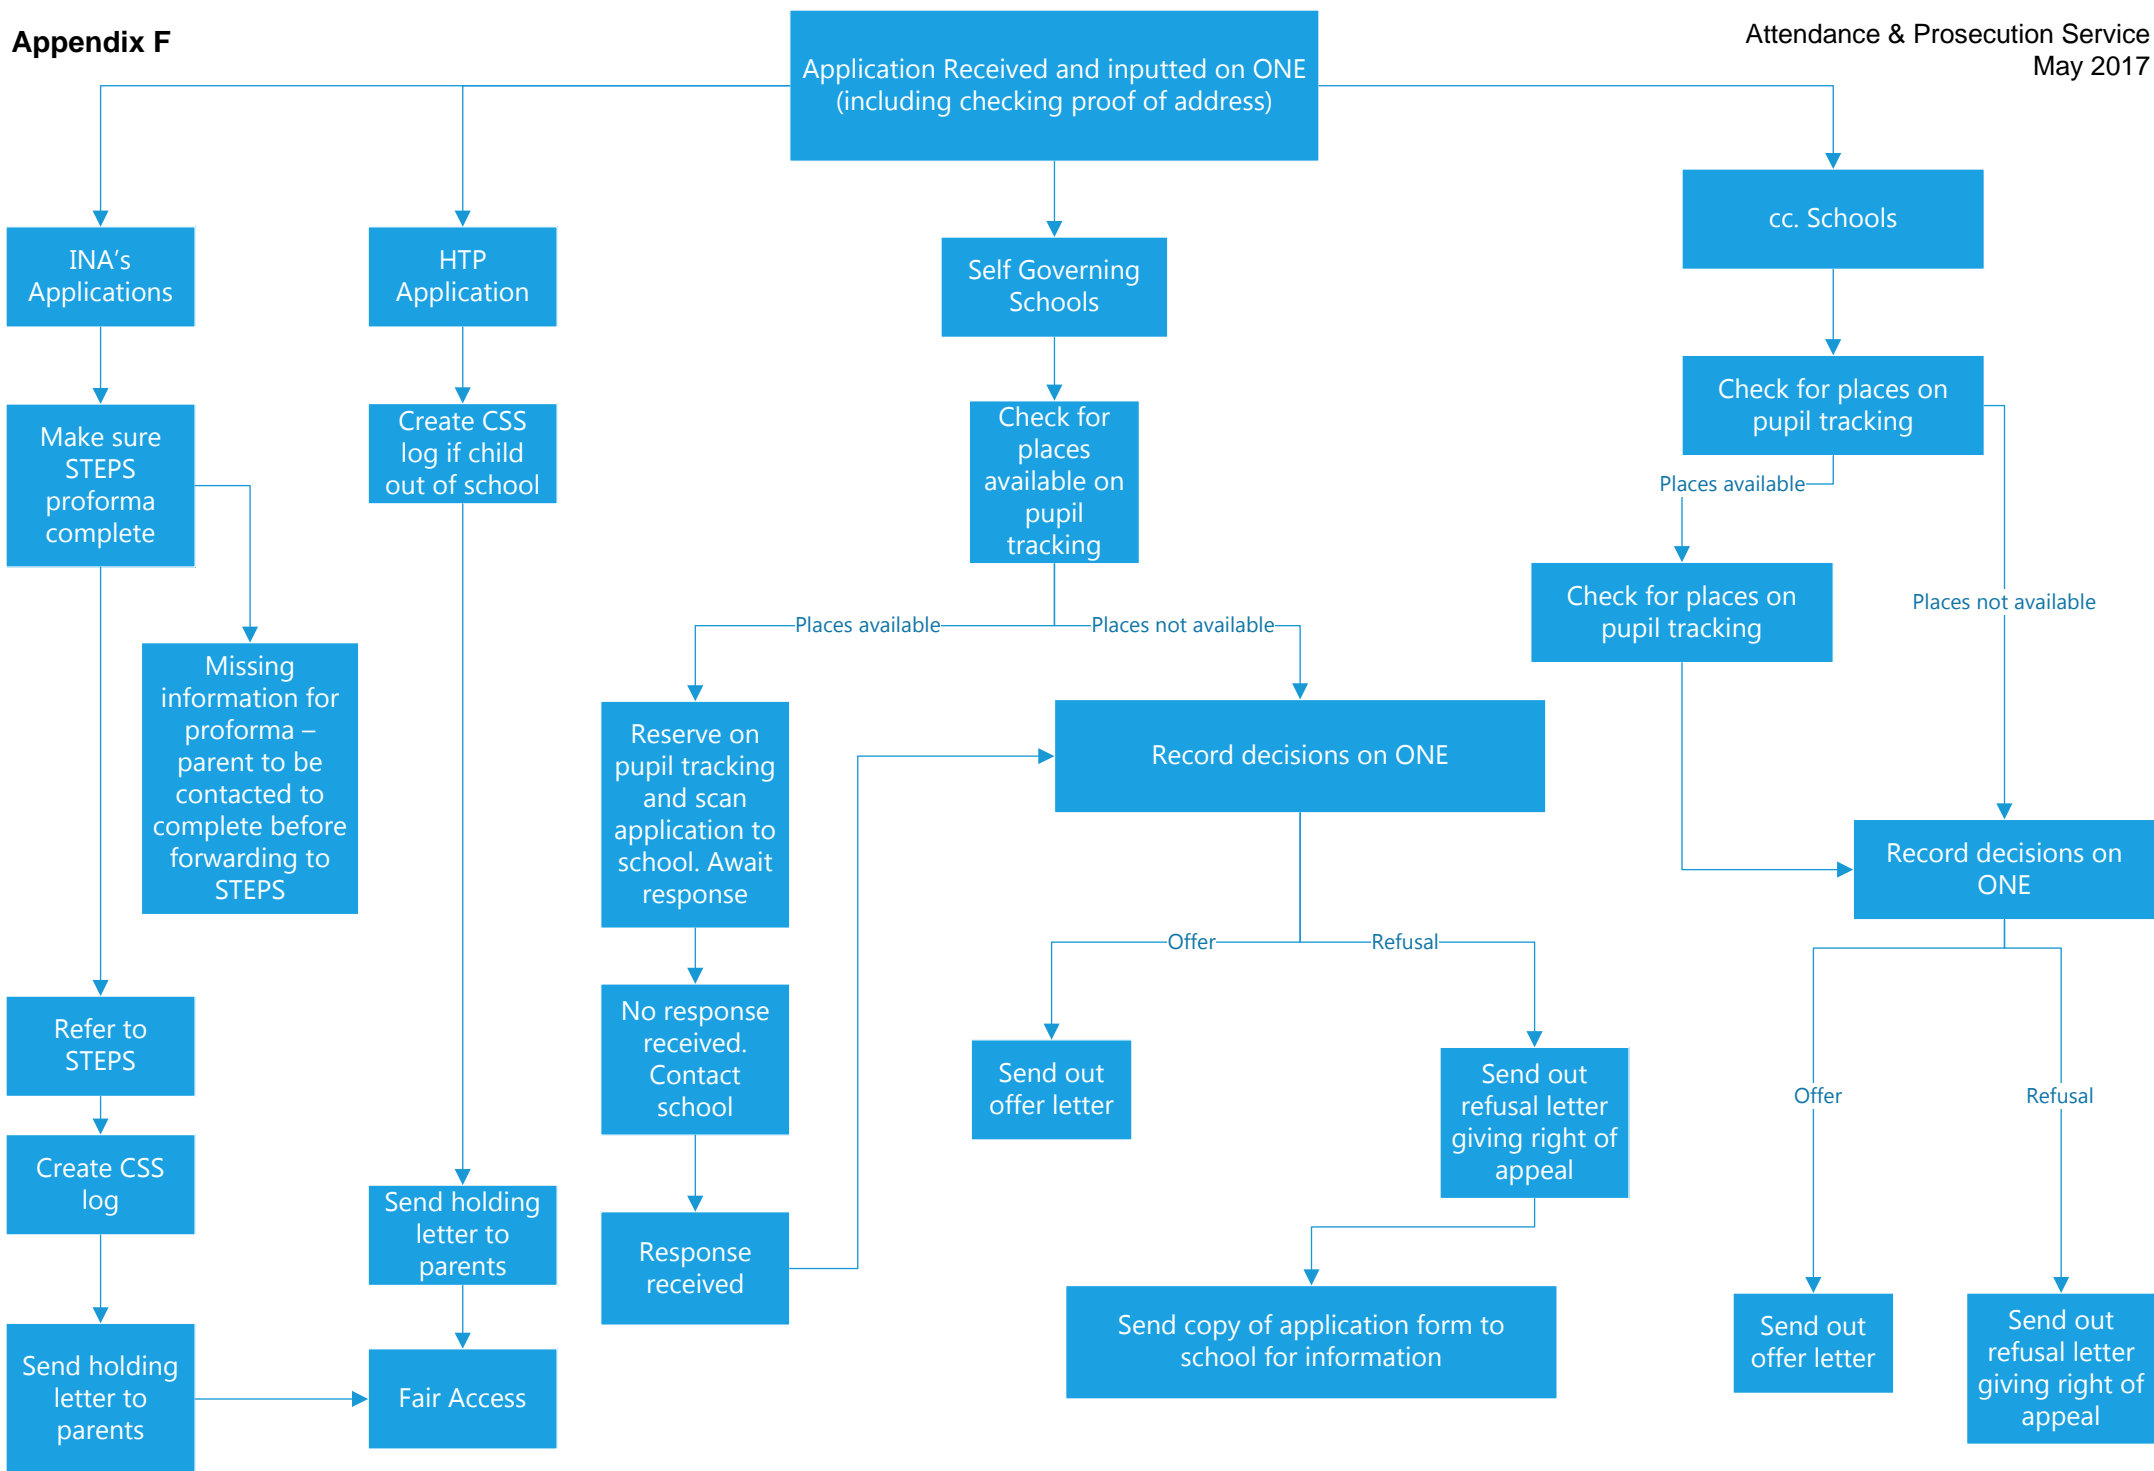 Appendix F
Attendance & Prosecution Service
May 2017
Application Received and inputted on ONE
(including checking proof of address)
INA's
Applications
Make sure
STEPS
proforma
complete
Missing
information for
proforma –
parent to be
contacted to
complete before
forwarding to
STEPS
Refer to
STEPS
Create CSS
log
Send holding
letter to
parents
HTP
Application
Create CSS
log if child
out of school
Send holding
letter to
parents
Fair Access
Self Governing
Schools
Check for
places
available on
pupil
tracking
Places available
Places not available
Reserve on
pupil tracking
and scan
application to
school. Await
response
No response
received.
Contact
school
Response
received
Record decisions on ONE
Offer
Refusal
Send out
offer letter
Send out
refusal letter
giving right of
appeal
Send copy of application form to
school for information
cc. Schools
Check for places on
pupil tracking
Places available
Places not available
Check for places on
pupil tracking
Record decisions on
ONE
Offer
Refusal
Send out
offer letter
Send out
refusal letter
giving right of
appeal